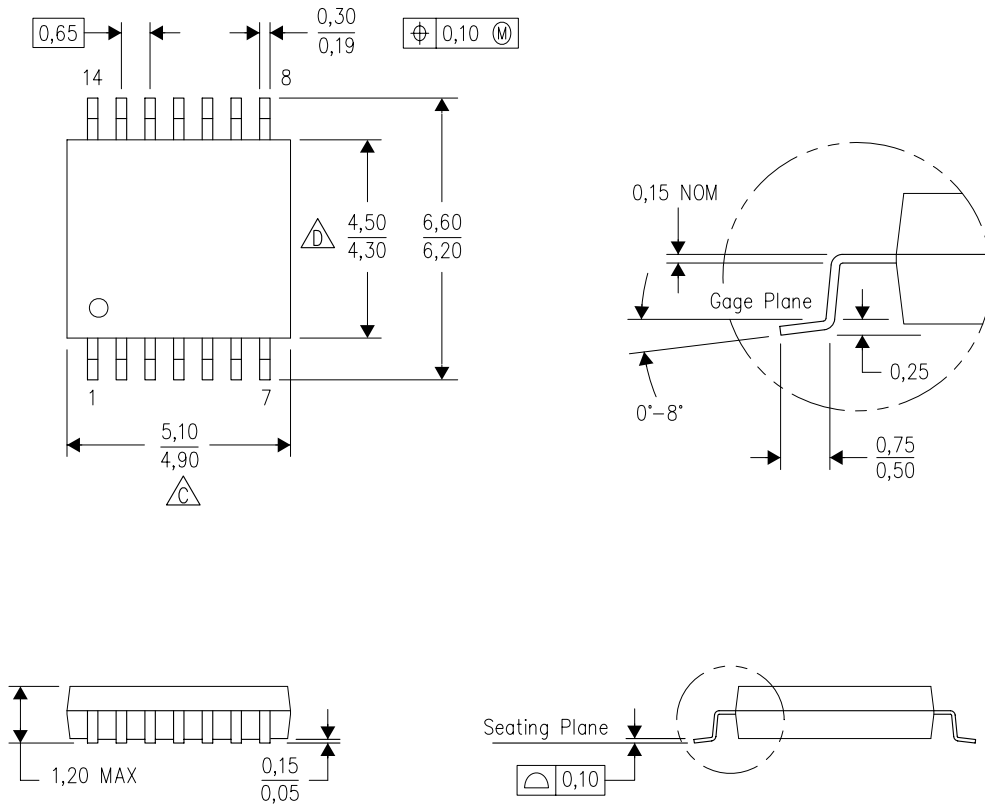 0,65
0,30
0,19
⌖ 0,10 Ⓜ
14
8
D
4,50
4,30
6,60
6,20
1
7
5,10
4,90
C
0,15 NOM
Gage Plane
0,25
0°–8°
0,75
0,50
1,20 MAX
0,15
0,05
Seating Plane
⌓ 0,10